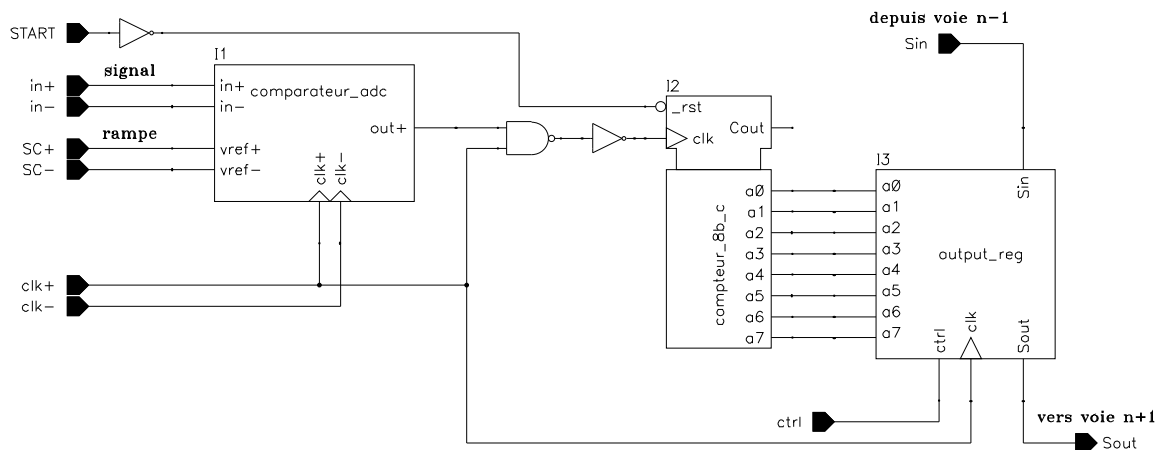 depuis voie n-1
START
Sin
I1
signal
in+
in+
comparateur_adc
in-
in-
I2
_rst
out+
Cout
clk
rampe
SC+
vref+
SC-
vref-
clk+
clk-
I3
Sin
a0
a0
a1
a1
a2
a2
a3
a3
a4
a4
a5
a5
a6
a6
a7
a7
compteur_8b_c
output_reg
clk+
clk-
ctrl
clk
Sout
ctrl
vers voie n+1
Sout